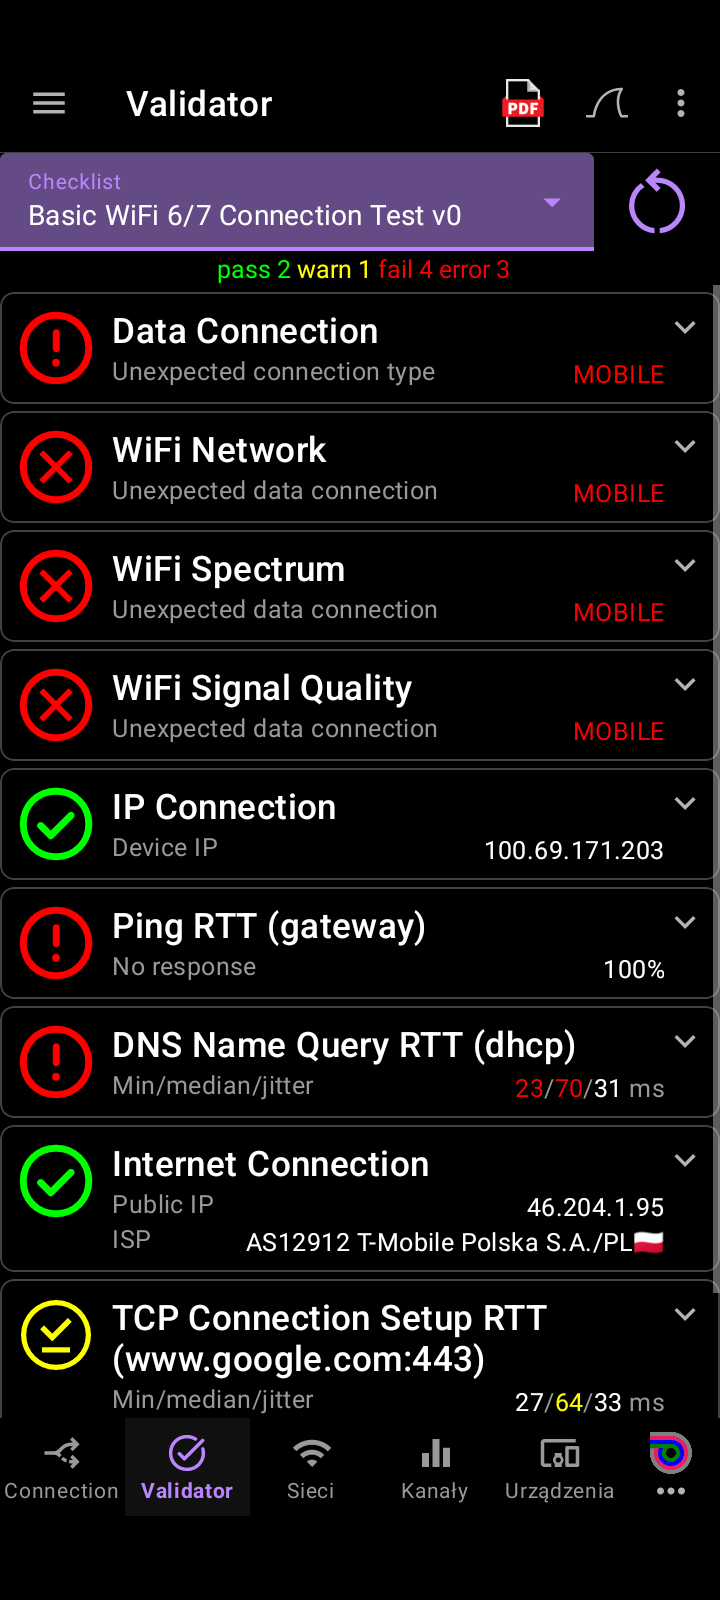 Validator
PDF
Checklist
Basic WiFi 6/7 Connection Test v0
pass 2 warn 1 fail 4 error 3
Data Connection
Unexpected connection type MOBILE
WiFi Network
Unexpected data connection MOBILE
WiFi Spectrum
Unexpected data connection MOBILE
WiFi Signal Quality
Unexpected data connection MOBILE
IP Connection
Device IP 100.69.171.203
Ping RTT (gateway)
No response 100%
DNS Name Query RTT (dhcp)
Min/median/jitter 23/70/31 ms
Internet Connection
Public IP 46.204.1.95
ISP AS12912 T-Mobile Polska S.A./PL🇵🇱
TCP Connection Setup RTT
(www.google.com:443)
Min/median/jitter 27/64/33 ms
Connection Validator Sieci Kanały Urządzenia